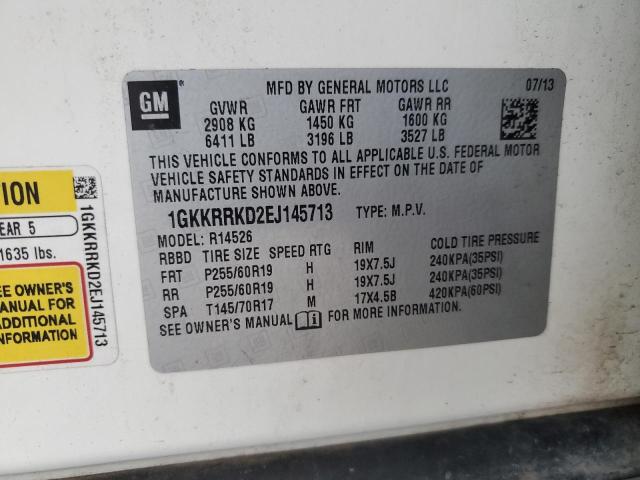 GM
MFD BY GENERAL MOTORS LLC 07/13
GVWR GAWR FRT GAWR RR
2908 KG 1450 KG 1600 KG
6411 LB 3196 LB 3527 LB
THIS VEHICLE CONFORMS TO ALL APPLICABLE U.S. FEDERAL MOTOR
VEHICLE SAFETY STANDARDS IN EFFECT ON THE DATE OF
MANUFACTURE SHOWN ABOVE.
1GKKRRKD2EJ145713 TYPE: M.P.V.
MODEL: R14526
RBBD TIRE SIZE SPEED RTG RIM COLD TIRE PRESSURE
FRT P255/60R19 H 19X7.5J 240KPA(35PSI)
RR P255/60R19 H 19X7.5J 240KPA(35PSI)
SPA T145/70R17 M 17X4.5B 420KPA(60PSI)
SEE OWNER'S MANUAL FOR MORE INFORMATION.
TION
EAR 5
1635 lbs.
EE OWNER'S
ANUAL FOR
ADDITIONAL
FORMATION
1GKKRRKD2EJ145713